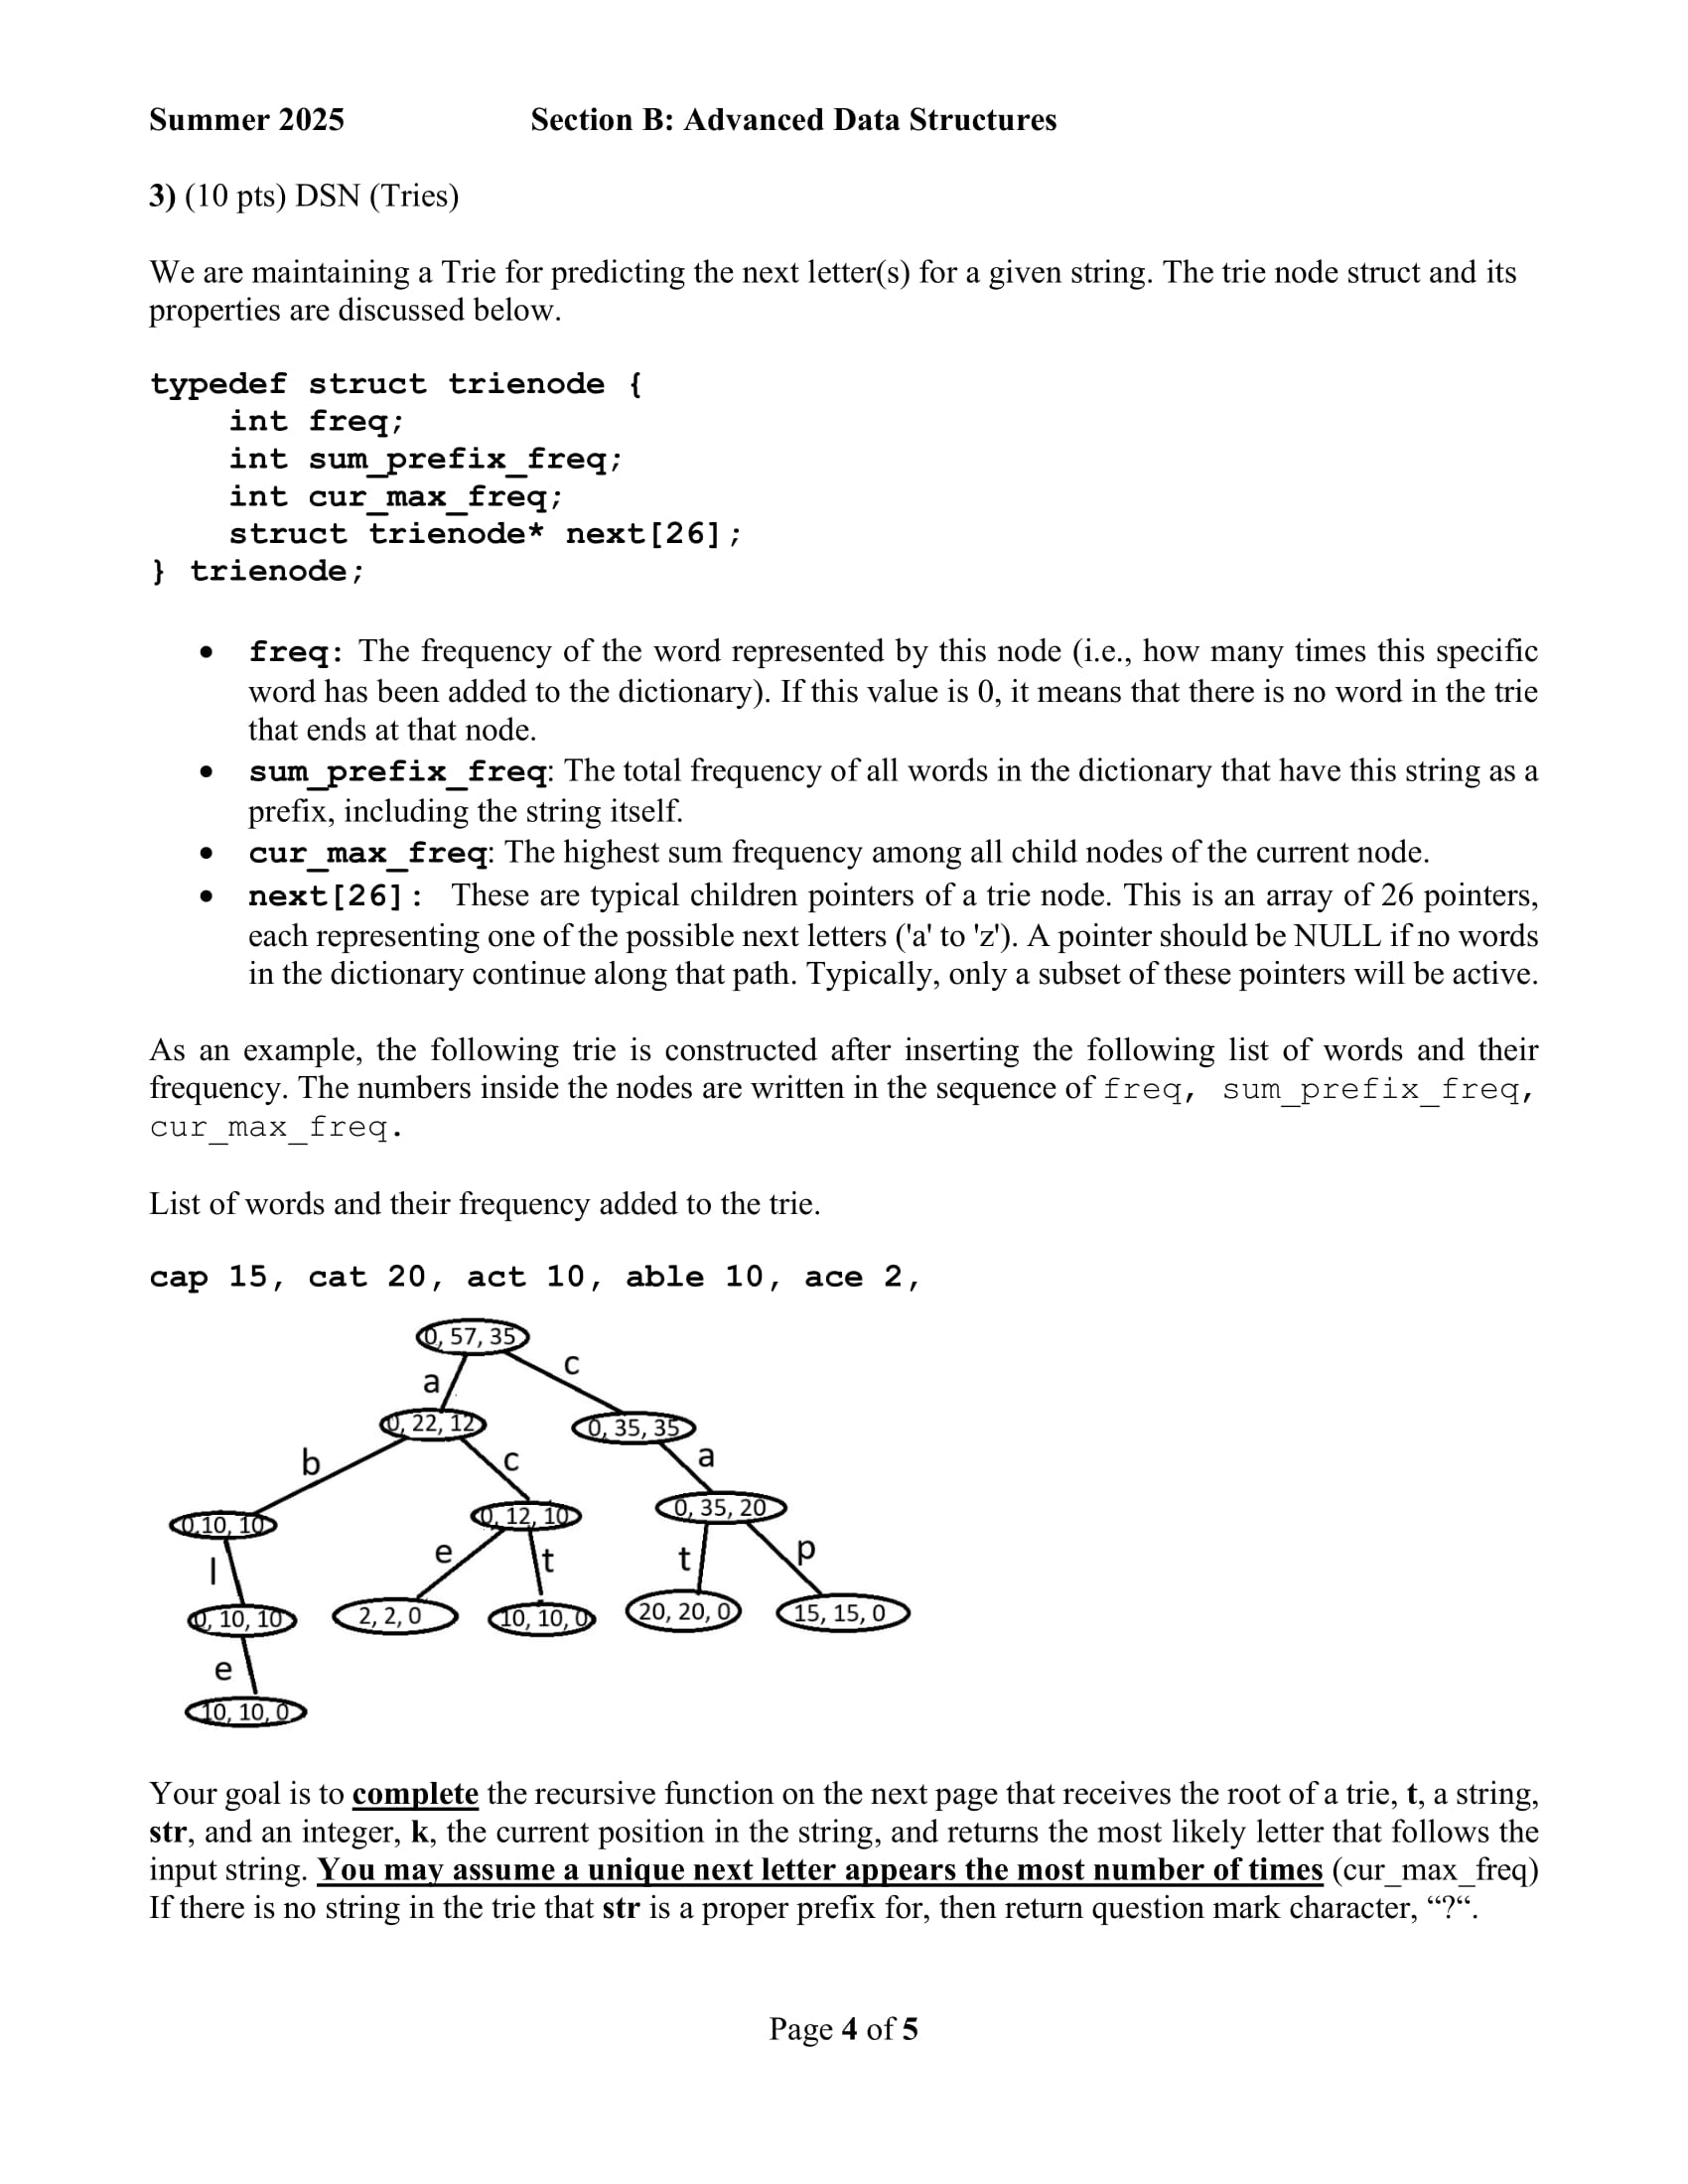 Summer 2025 Section B: Advanced Data Structures
3) (10 pts) DSN (Tries)
We are maintaining a Trie for predicting the next letter(s) for a given string. The trie node struct and its
properties are discussed below.
typedef struct trienode {
    int freq;
    int sum_prefix_freq;
    int cur_max_freq;
    struct trienode* next[26];
} trienode;
• freq: The frequency of the word represented by this node (i.e., how many times this specific
word has been added to the dictionary). If this value is 0, it means that there is no word in the trie
that ends at that node.
• sum_prefix_freq: The total frequency of all words in the dictionary that have this string as a
prefix, including the string itself.
• cur_max_freq: The highest sum frequency among all child nodes of the current node.
• next[26]: These are typical children pointers of a trie node. This is an array of 26 pointers,
each representing one of the possible next letters ('a' to 'z'). A pointer should be NULL if no words
in the dictionary continue along that path. Typically, only a subset of these pointers will be active.
As an example, the following trie is constructed after inserting the following list of words and their
frequency. The numbers inside the nodes are written in the sequence of freq, sum_prefix_freq,
cur_max_freq.
List of words and their frequency added to the trie.
cap 15, cat 20, act 10, able 10, ace 2,
0, 57, 35
a c
0, 22, 12 0, 35, 35
b c a
0,10, 10 0, 12, 10 0, 35, 20
l e t t p
0, 10, 10 2, 2, 0 10, 10, 0 20, 20, 0 15, 15, 0
e
10, 10, 0
Your goal is to complete the recursive function on the next page that receives the root of a trie, t, a string,
str, and an integer, k, the current position in the string, and returns the most likely letter that follows the
input string. You may assume a unique next letter appears the most number of times (cur_max_freq)
If there is no string in the trie that str is a proper prefix for, then return question mark character, “?“.
Page 4 of 5